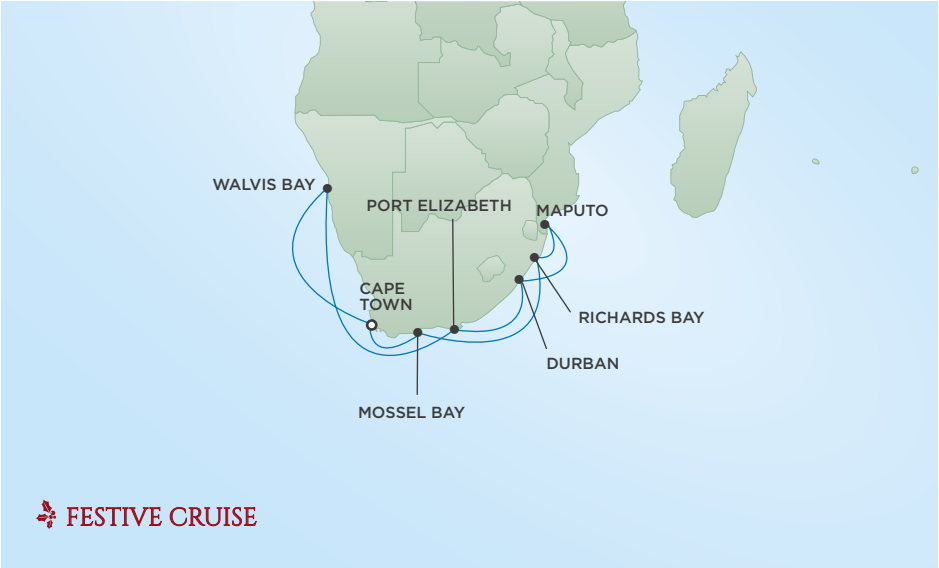 WALVIS BAY
PORT ELIZABETH
MAPUTO
CAPE
TOWN
RICHARDS BAY
DURBAN
MOSSEL BAY
FESTIVE CRUISE